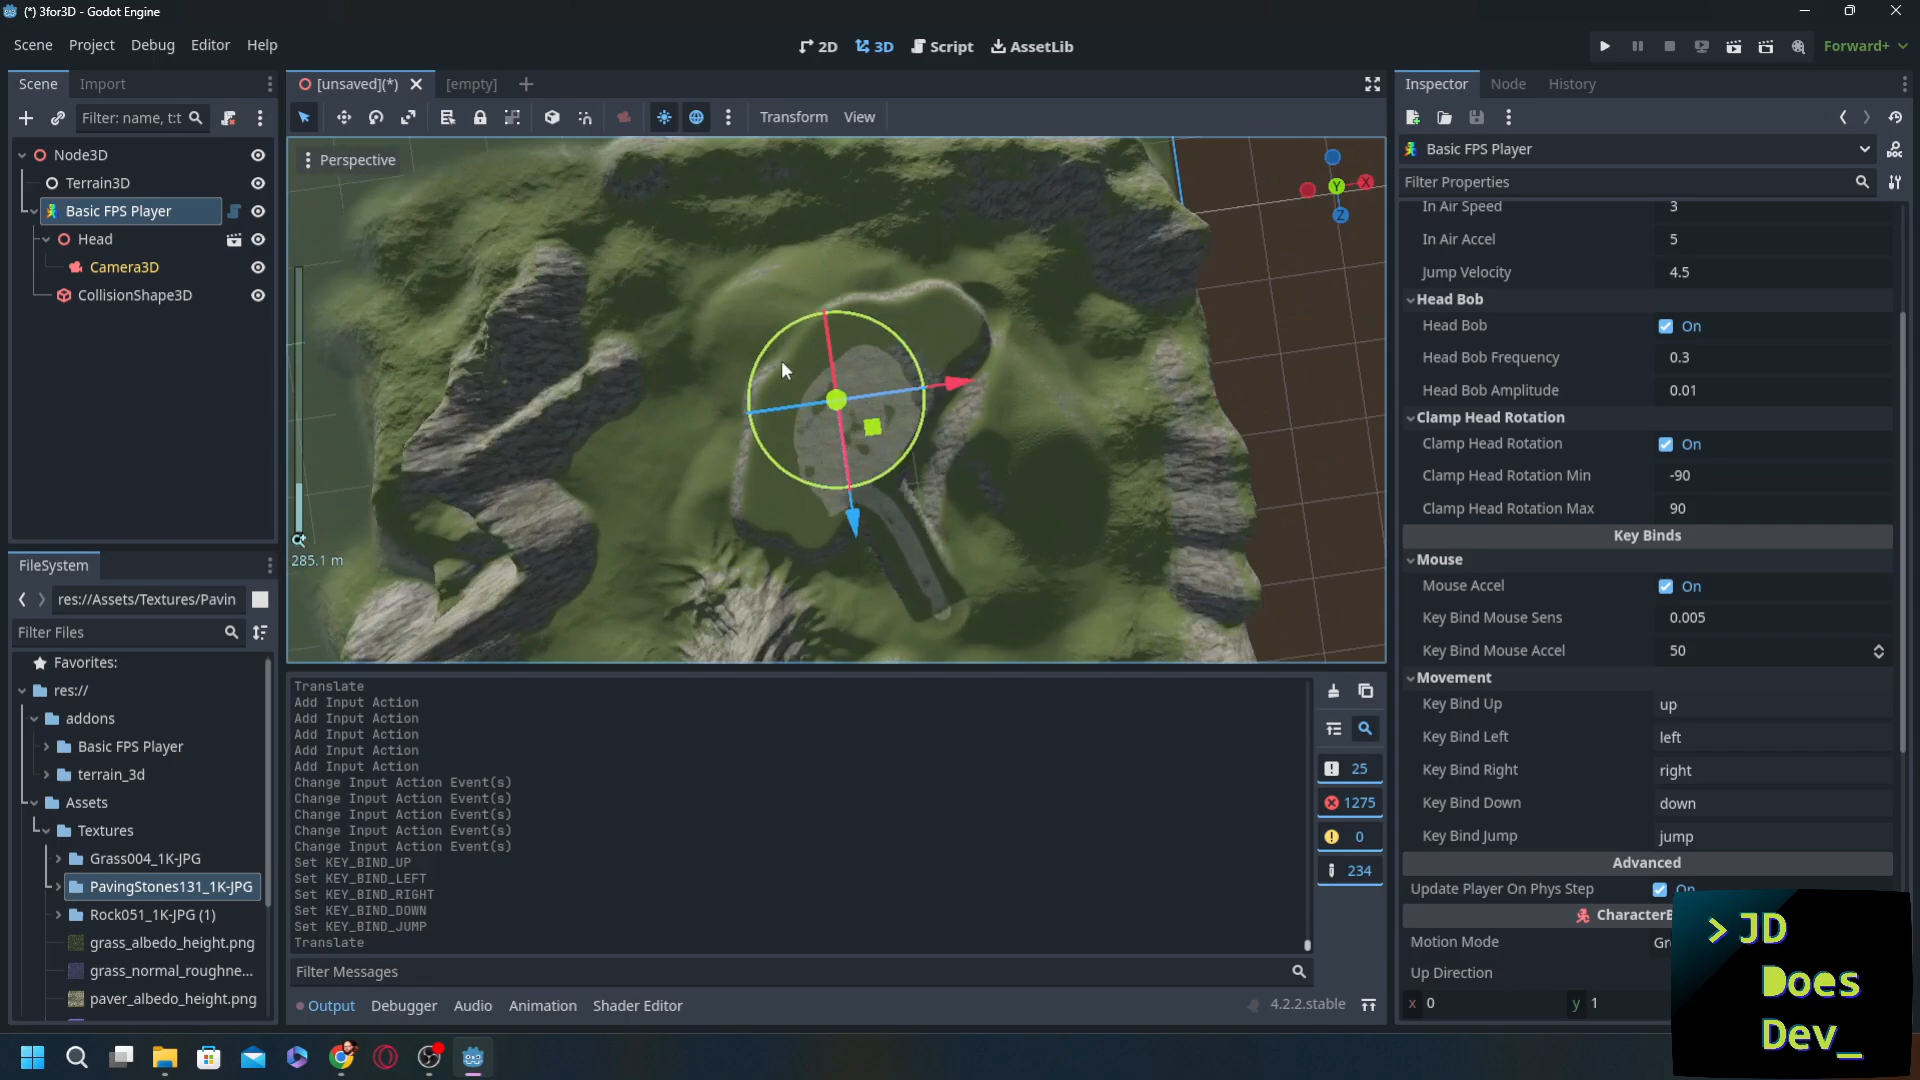 (*) 3for3D - Godot Engine
Scene Project Debug Editor Help
2D 3D Script AssetLib
Forward+
Scene Import
Filter: name, t:t
Node3D
Terrain3D
Basic FPS Player
Head
Camera3D
CollisionShape3D
[unsaved](*) [empty]
Transform View
Perspective
X
Y
Z
285.1 m
FileSystem
res://Assets/Textures/Pavin
Filter Files
Favorites:
res://
addons
Basic FPS Player
terrain_3d
Assets
Textures
Grass004_1K-JPG
PavingStones131_1K-JPG
Rock051_1K-JPG (1)
grass_albedo_height.png
grass_normal_roughne...
paver_albedo_height.png
Translate
Add Input Action
Add Input Action
Add Input Action
Add Input Action
Add Input Action
Change Input Action Event(s)
Change Input Action Event(s)
Change Input Action Event(s)
Change Input Action Event(s)
Change Input Action Event(s)
Set KEY_BIND_UP
Set KEY_BIND_LEFT
Set KEY_BIND_RIGHT
Set KEY_BIND_DOWN
Set KEY_BIND_JUMP
Translate
25
1275
0
234
Filter Messages
Output Debugger Audio Animation Shader Editor
4.2.2.stable
Inspector Node History
Basic FPS Player
DOC
Filter Properties
In Air Speed 3
In Air Accel 5
Jump Velocity 4.5
Head Bob
Head Bob On
Head Bob Frequency 0.3
Head Bob Amplitude 0.01
Clamp Head Rotation
Clamp Head Rotation On
Clamp Head Rotation Min -90
Clamp Head Rotation Max 90
Key Binds
Mouse
Mouse Accel On
Key Bind Mouse Sens 0.005
Key Bind Mouse Accel 50
Movement
Key Bind Up up
Key Bind Left left
Key Bind Right right
Key Bind Down down
Key Bind Jump jump
Advanced
Update Player On Phys Step On
CharacterB
Motion Mode Gr
Up Direction
x 0 y 1
> JD
Does
Dev_